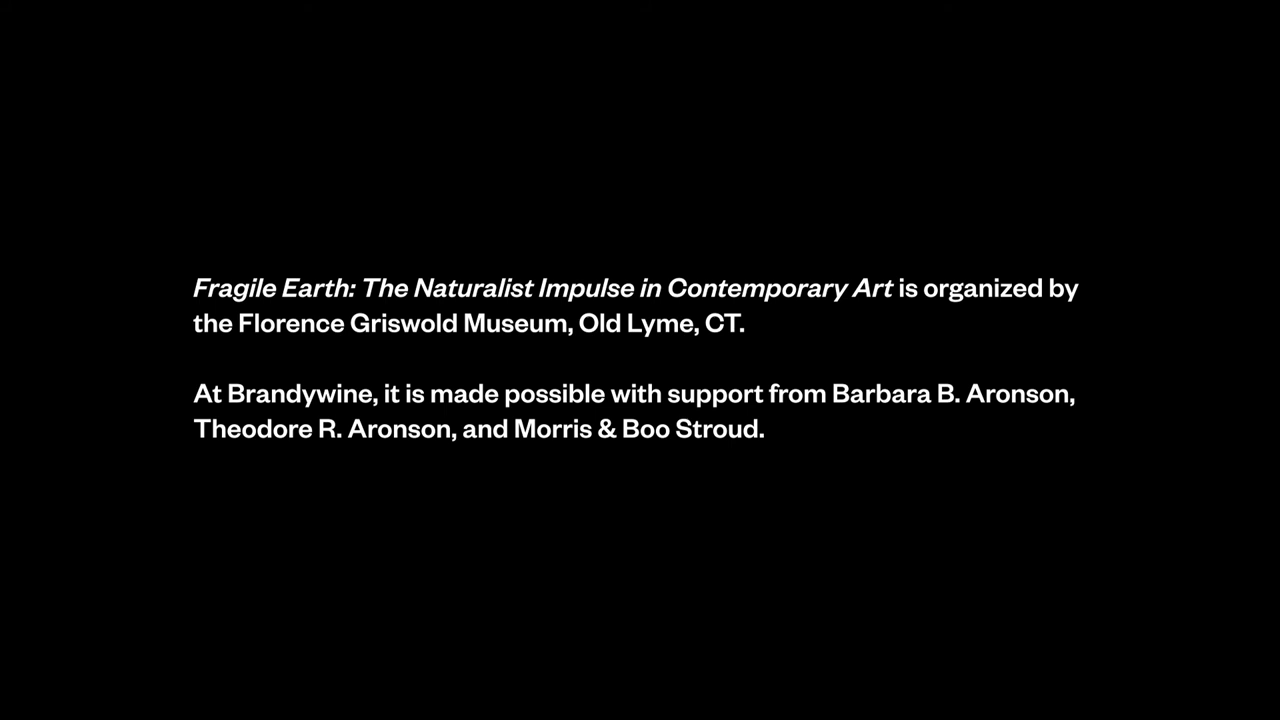 Fragile Earth: The Naturalist Impulse in Contemporary Art is organized by
the Florence Griswold Museum, Old Lyme, CT.
At Brandywine, it is made possible with support from Barbara B. Aronson,
Theodore R. Aronson, and Morris & Boo Stroud.